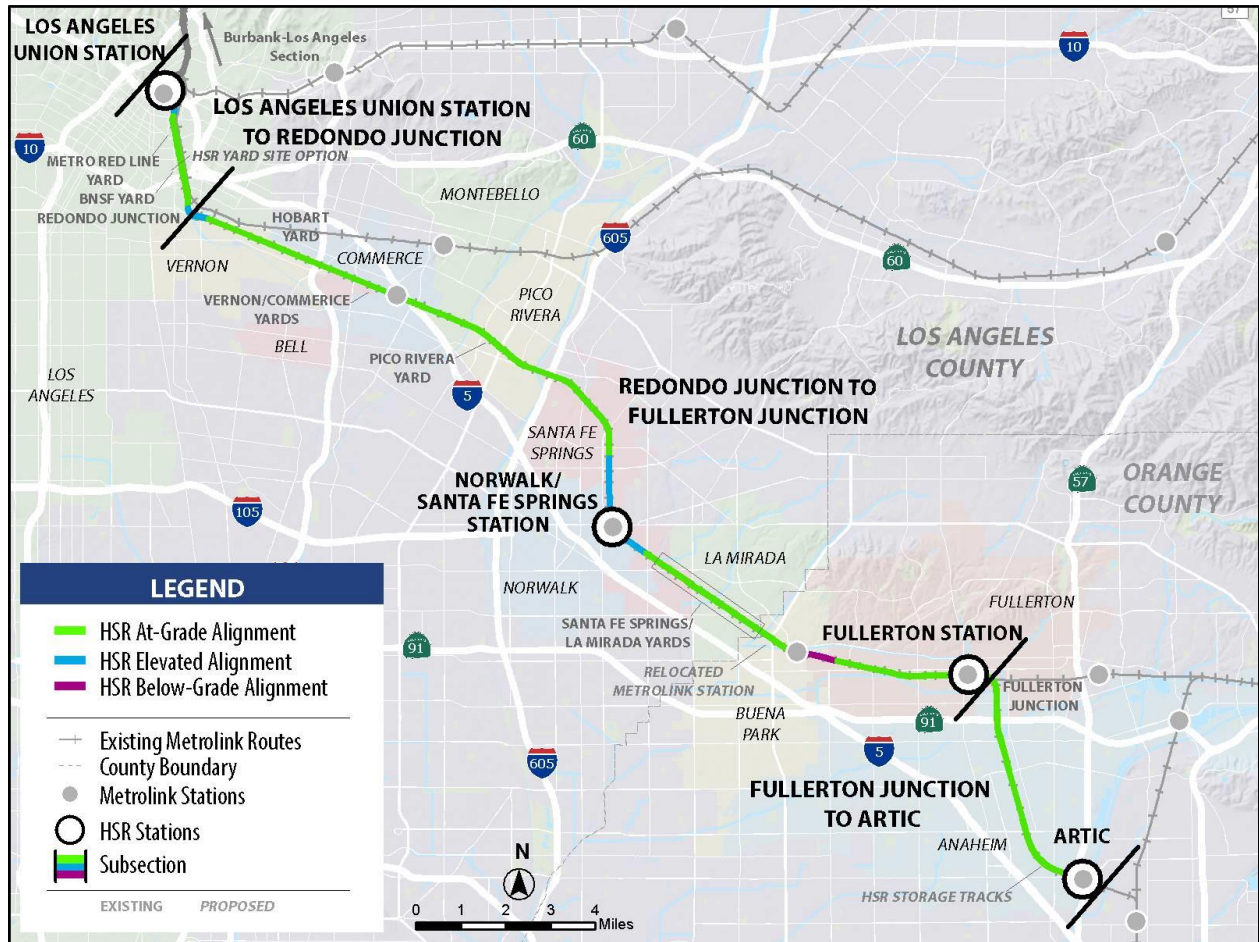 LOS ANGELES
UNION STATION
Burbank-Los Angeles
Section
57
10
LOS ANGELES UNION STATION
TO REDONDO JUNCTION
10
60
METRO RED LINE
YARD
HSR YARD SITE OPTION
BNSF YARD
REDONDO JUNCTION
MONTEBELLO
HOBART
YARD
605
60
VERNON
COMMERCE
VERNON/COMMERICE
YARDS
PICO
RIVERA
BELL
PICO RIVERA
YARD
LOS ANGELES
COUNTY
LOS
ANGELES
5
REDONDO JUNCTION TO
FULLERTON JUNCTION
SANTA FE
SPRINGS
57
ORANGE
COUNTY
NORWALK/
SANTA FE SPRINGS
STATION
105
LA MIRADA
NORWALK
FULLERTON
SANTA FE SPRINGS/
LA MIRADA YARDS
FULLERTON STATION
91
RELOCATED
METROLINK STATION
FULLERTON
JUNCTION
BUENA
PARK
91
5
605
FULLERTON JUNCTION
TO ARTIC
ARTIC
ANAHEIM
HSR STORAGE TRACKS
LEGEND
HSR At-Grade Alignment
HSR Elevated Alignment
HSR Below-Grade Alignment
Existing Metrolink Routes
County Boundary
Metrolink Stations
HSR Stations
Subsection
EXISTING PROPOSED
N
0 1 2 3 4
Miles